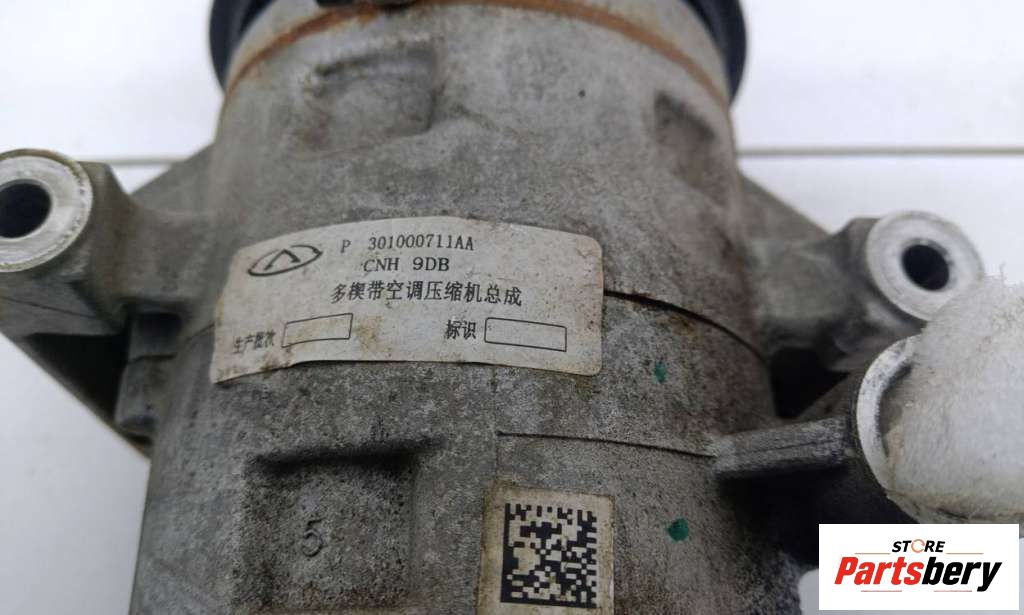 P 301000711AA
CNH 9DB
多楔带空调压缩机总成
生产批次 标识
5
STORE
Partsbery